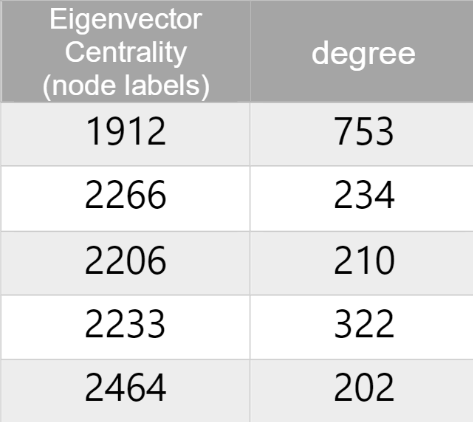 Eigenvector
Centrality
(node labels)
degree
1912 753
2266 234
2206 210
2233 322
2464 202